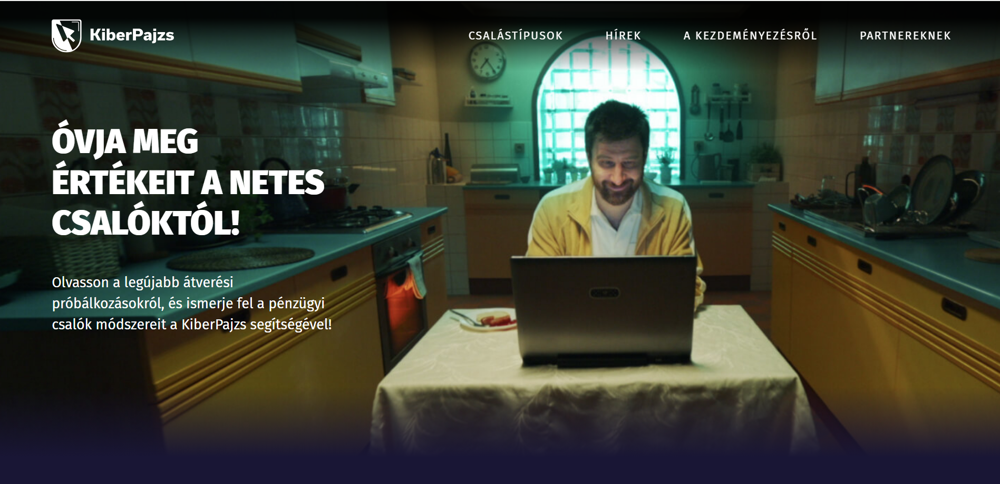 KiberPajzs
CSALÁSTÍPUSOK
HÍREK
A KEZDEMÉNYEZÉSRŐL
PARTNEREKNEK
ÓVJA MEG
ÉRTÉKEIT A NETES
CSALÓKTÓL!
Olvasson a legújabb átverési
próbálkozásokról, és ismerje fel a pénzügyi
csalók módszereit a KiberPajzs segítségével!